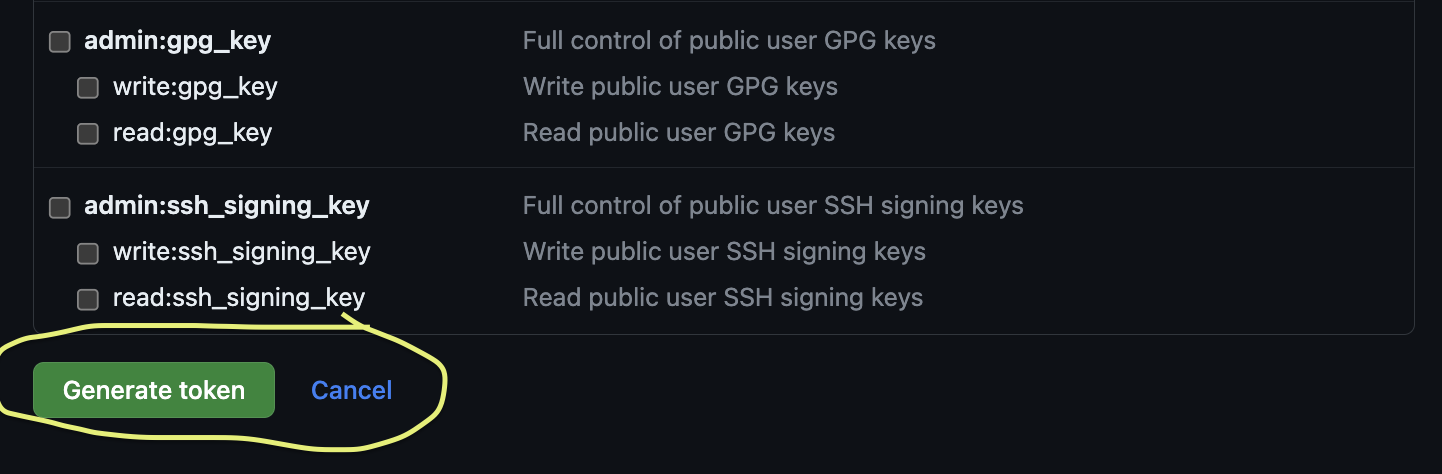 admin:gpg_key Full control of public user GPG keys
write:gpg_key Write public user GPG keys
read:gpg_key Read public user GPG keys
admin:ssh_signing_key Full control of public user SSH signing keys
write:ssh_signing_key Write public user SSH signing keys
read:ssh_signing_key Read public user SSH signing keys
Generate token Cancel